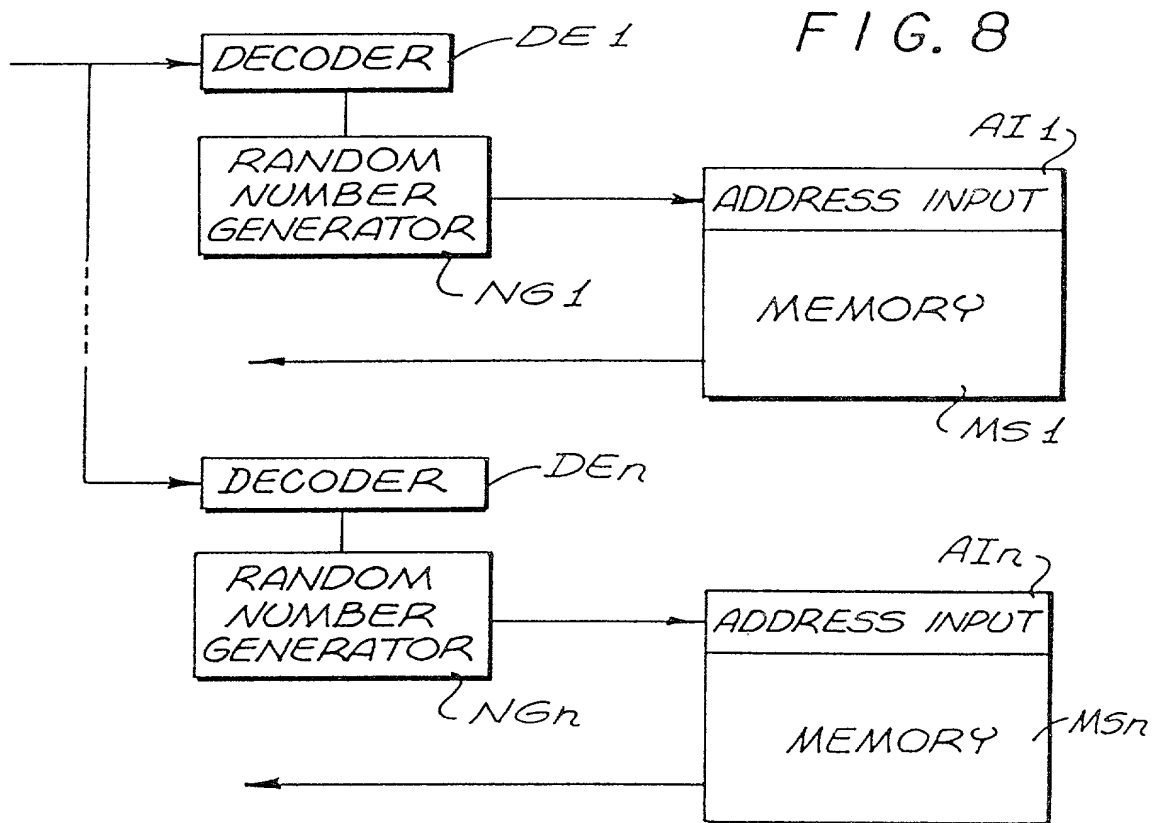 FIG. 8
DECODER
DE1
RANDOM
NUMBER
GENERATOR
NG1
AI1
ADDRESS INPUT
MEMORY
MS1
DECODER
DEn
RANDOM
NUMBER
GENERATOR
NGn
AIn
ADDRESS INPUT
MEMORY
MSn